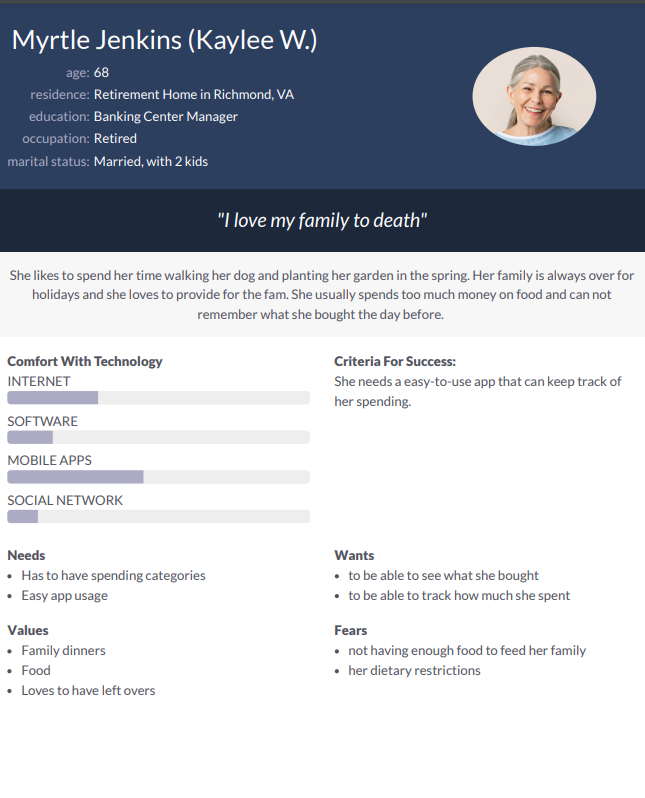 Myrtle Jenkins (Kaylee W.)
age: 68
residence: Retirement Home in Richmond, VA
education: Banking Center Manager
occupation: Retired
marital status: Married, with 2 kids
"I love my family to death"
She likes to spend her time walking her dog and planting her garden in the spring. Her family is always over for
holidays and she loves to provide for the fam. She usually spends too much money on food and can not
remember what she bought the day before.
Comfort With Technology
INTERNET
SOFTWARE
MOBILE APPS
SOCIAL NETWORK
Criteria For Success:
She needs a easy-to-use app that can keep track of
her spending.
Needs
• Has to have spending categories
• Easy app usage
Wants
• to be able to see what she bought
• to be able to track how much she spent
Values
• Family dinners
• Food
• Loves to have left overs
Fears
• not having enough food to feed her family
• her dietary restrictions